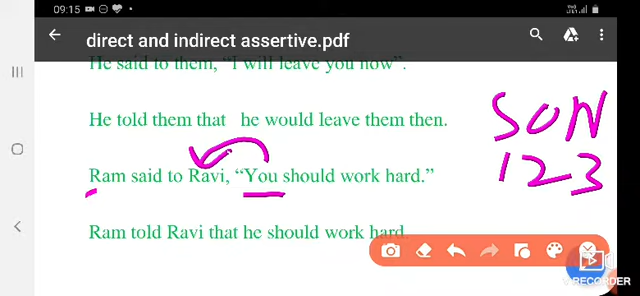 09:15
direct and indirect assertive.pdf
He said to them, “I will leave you now”.
He told them that he would leave them then.
Ram said to Ravi, “You should work hard.”
Ram told Ravi that he should work hard
SON
123
RECORDER